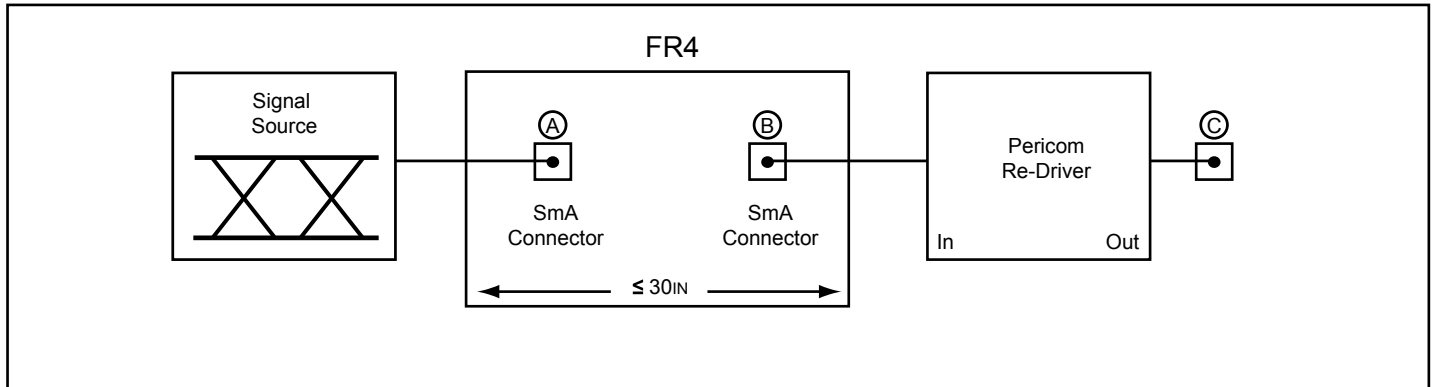 FR4
Signal
Source
A
B
C
SmA
Connector
SmA
Connector
Pericom
Re-Driver
In
Out
≤ 30IN